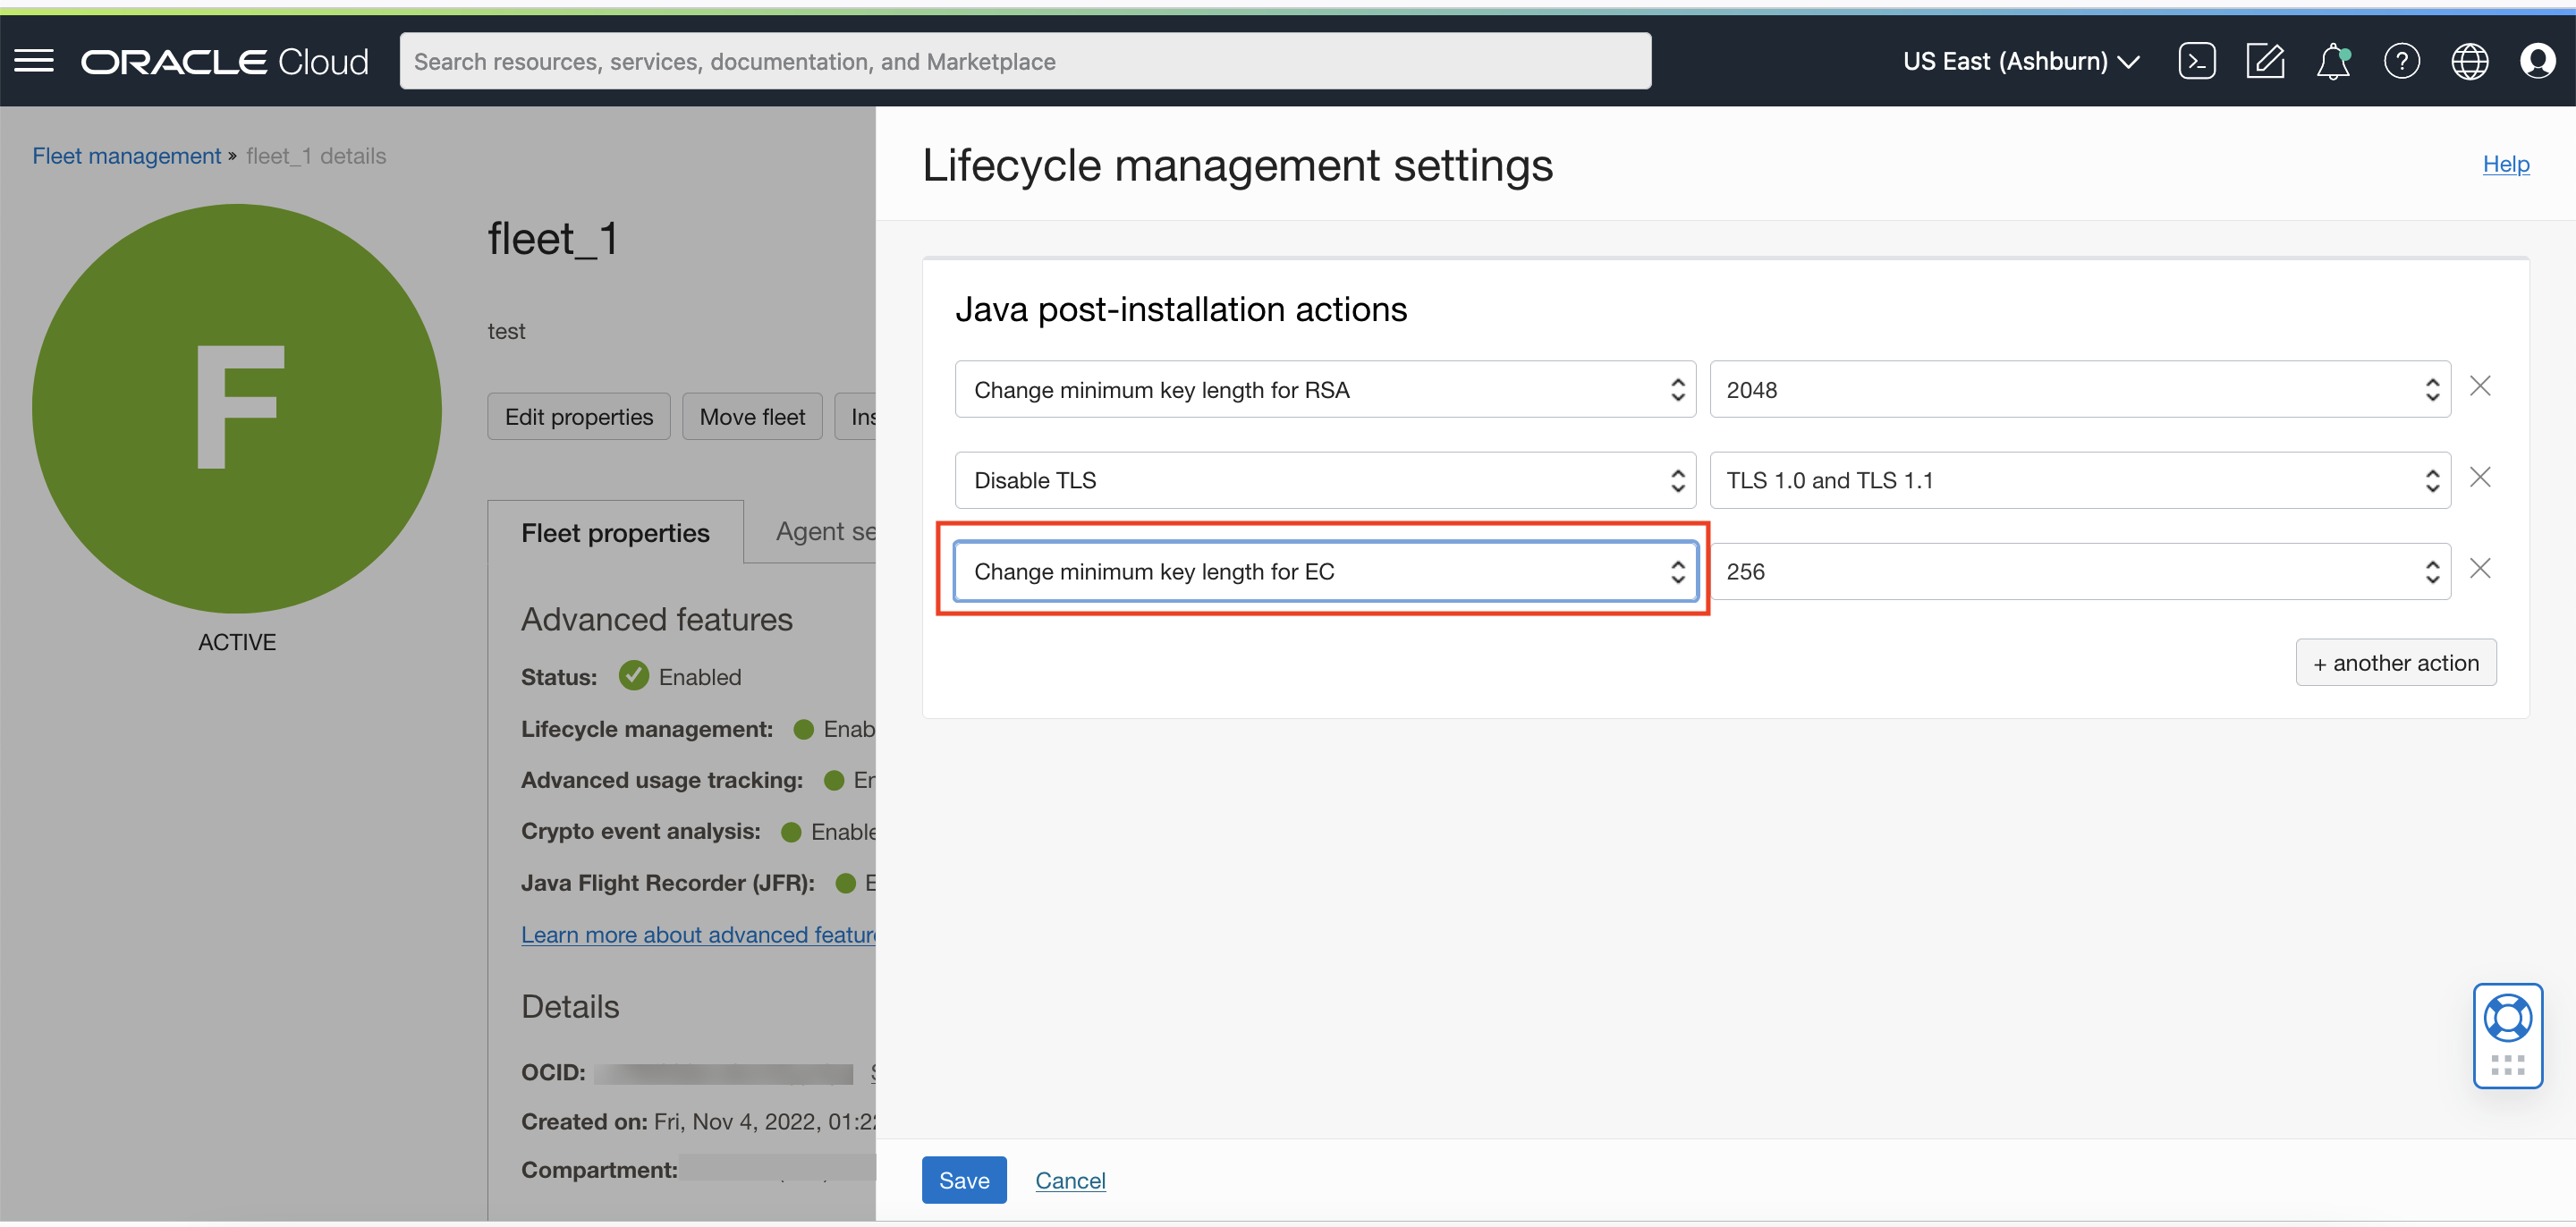 ORACLE Cloud
Search resources, services, documentation, and Marketplace
US East (Ashburn)
Fleet management » fleet_1 details
F
ACTIVE
fleet_1
test
Edit properties
Move fleet
Ins
Fleet properties
Agent se
Advanced features
Status: Enabled
Lifecycle management: Enab
Advanced usage tracking: En
Crypto event analysis: Enable
Java Flight Recorder (JFR): E
Learn more about advanced feature
Details
OCID:
Created on: Fri, Nov 4, 2022, 01:22
Compartment:
Lifecycle management settings
Help
Java post-installation actions
Change minimum key length for RSA
2048
Disable TLS
TLS 1.0 and TLS 1.1
Change minimum key length for EC
256
+ another action
Save
Cancel